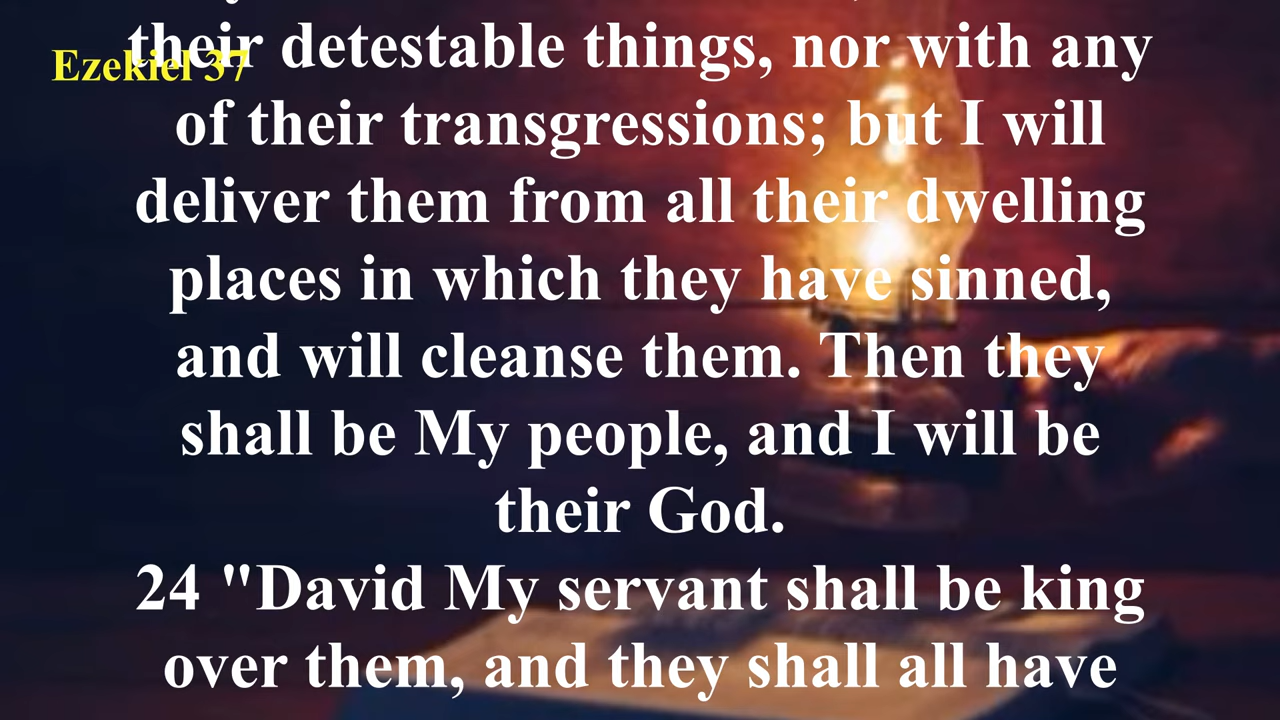 Ezekiel 37
their detestable things, nor with any
of their transgressions; but I will
deliver them from all their dwelling
places in which they have sinned,
and will cleanse them. Then they
shall be My people, and I will be
their God.
24 "David My servant shall be king
over them, and they shall all have